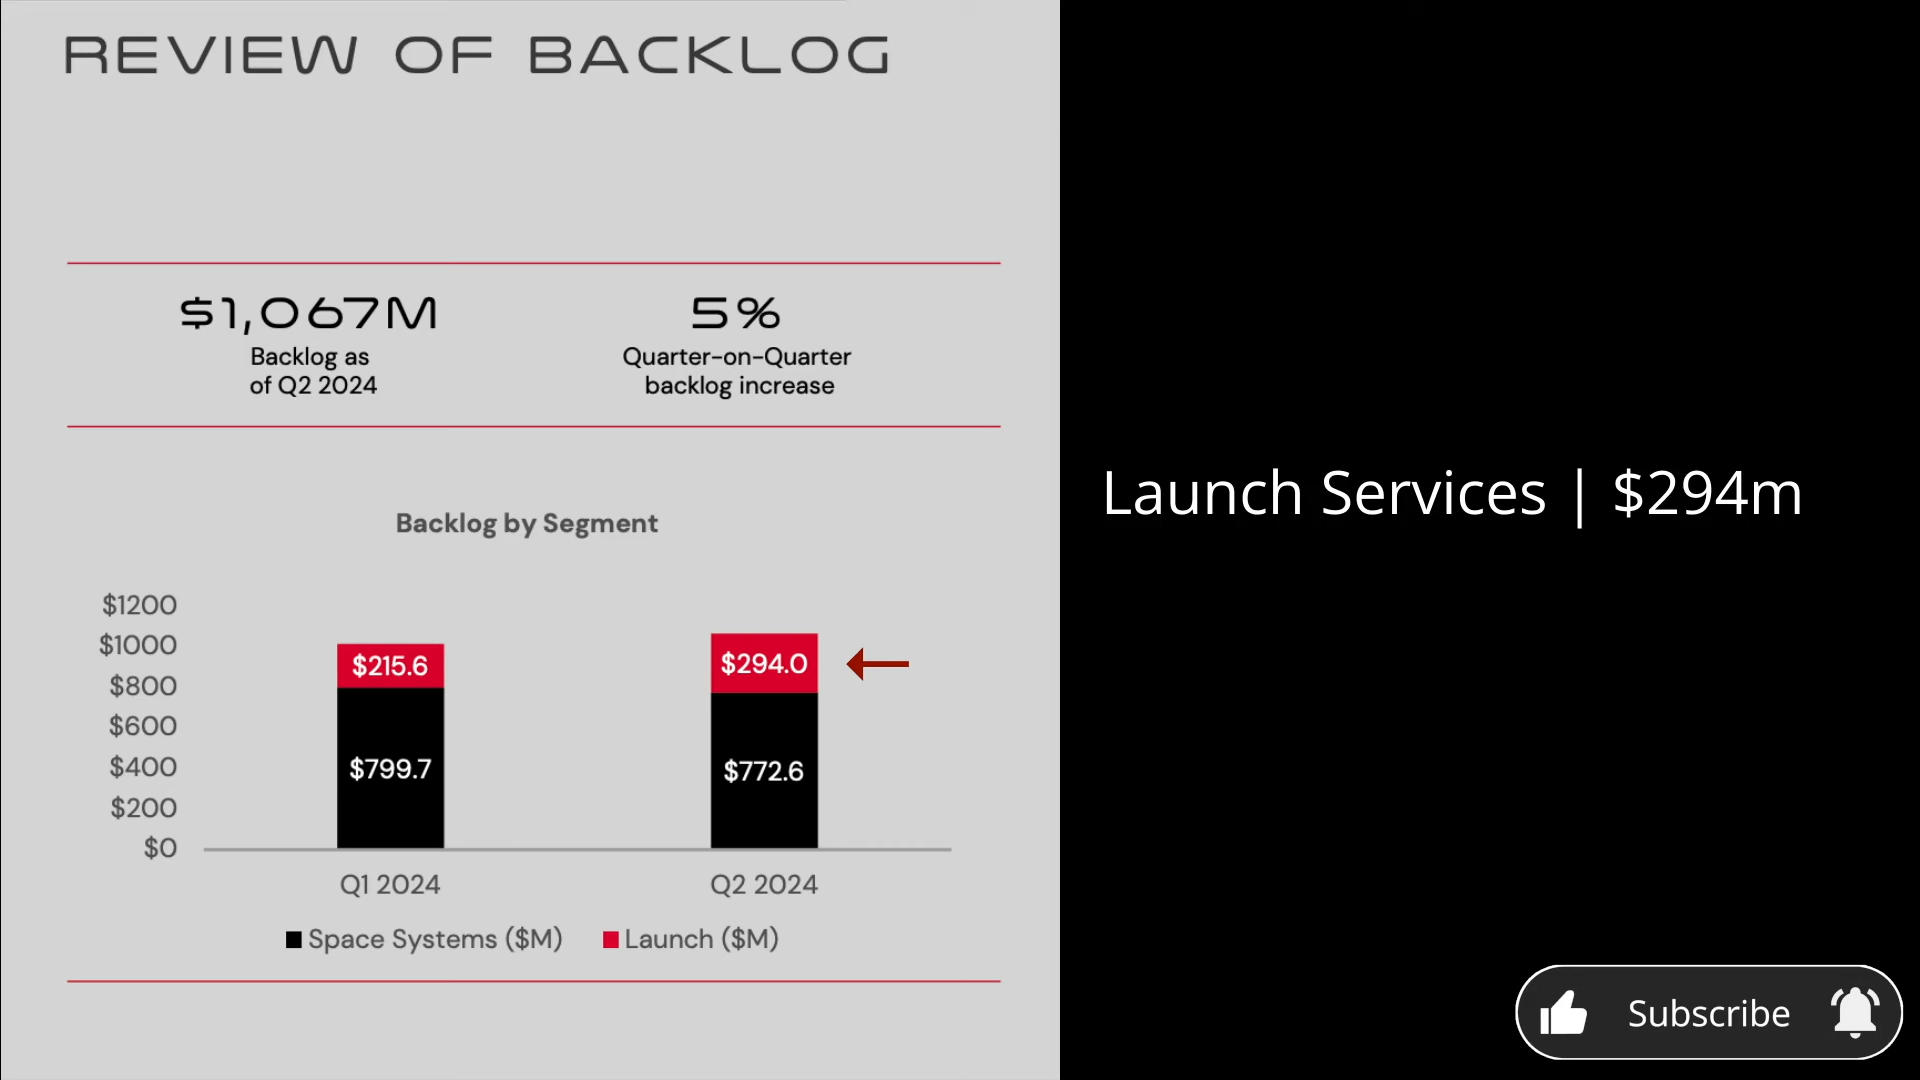 REVIEW OF BACKLOG
$1,067M
Backlog as
of Q2 2024
5%
Quarter-on-Quarter
backlog increase
Backlog by Segment
$1200
$1000
$800
$600
$400
$200
$0
$215.6
$799.7
$294.0
$772.6
Q1 2024
Q2 2024
Space Systems ($M)
Launch ($M)
Launch Services | $294m
Subscribe